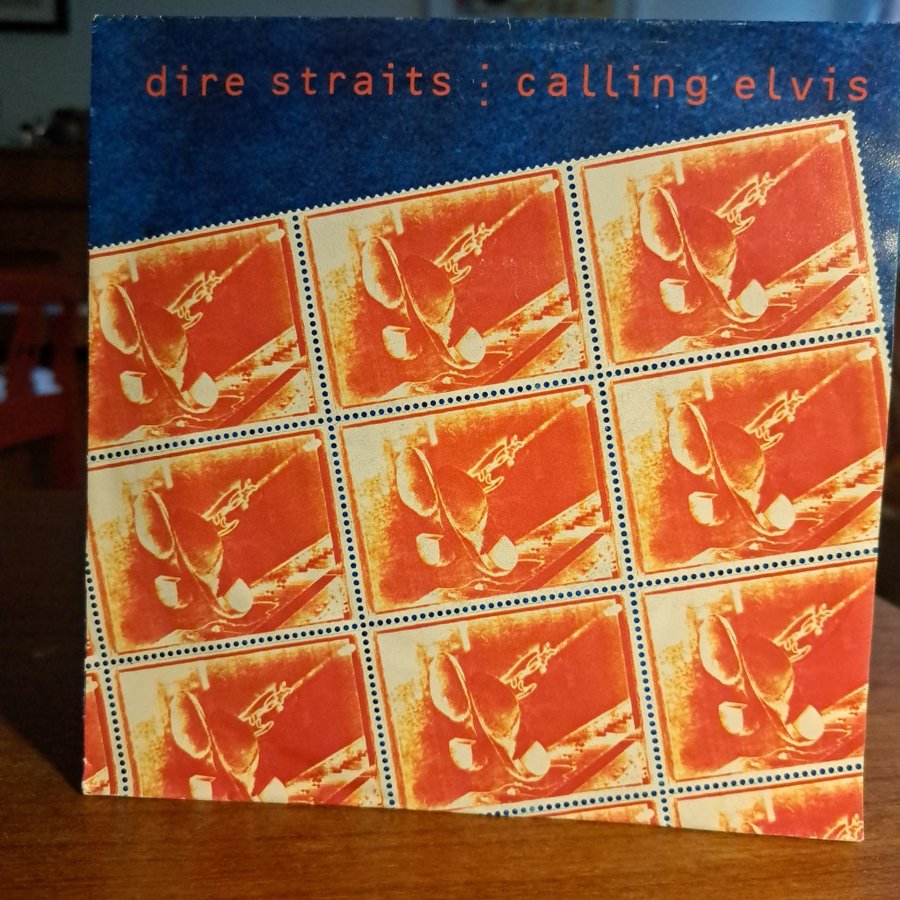 dire straits : calling elvis